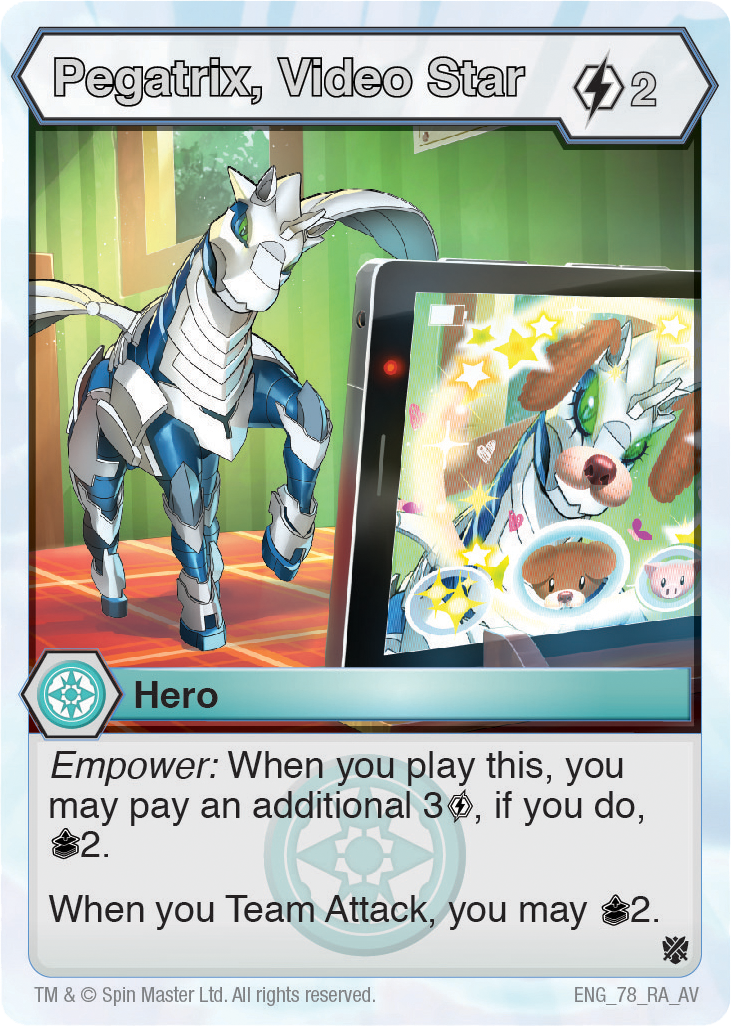 Pegatrix, Video Star 2
Hero
Empower: When you play this, you
may pay an additional 3, if you do,
2.
When you Team Attack, you may 2.
TM & © Spin Master Ltd. All rights reserved. ENG_78_RA_AV